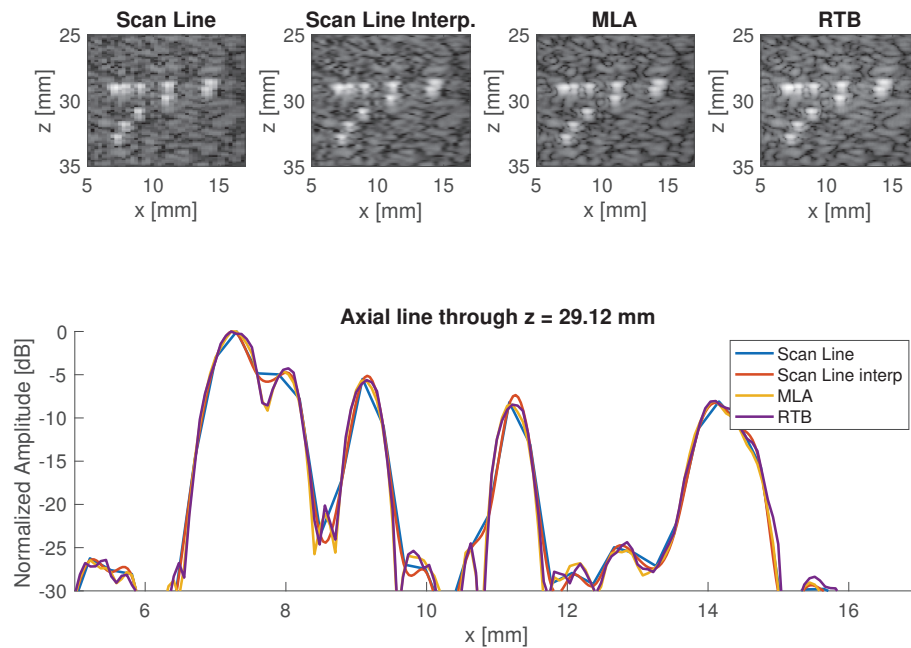 Scan Line
Scan Line Interp.
MLA
RTB
25
30
35
z [mm]
5
10
15
x [mm]
25
30
35
z [mm]
5
10
15
x [mm]
25
30
35
z [mm]
5
10
15
x [mm]
25
30
35
z [mm]
5
10
15
x [mm]
Axial line through z = 29.12 mm
Normalized Amplitude [dB]
0
-5
-10
-15
-20
-25
-30
6
8
10
12
14
16
x [mm]
Scan Line
Scan Line interp
MLA
RTB